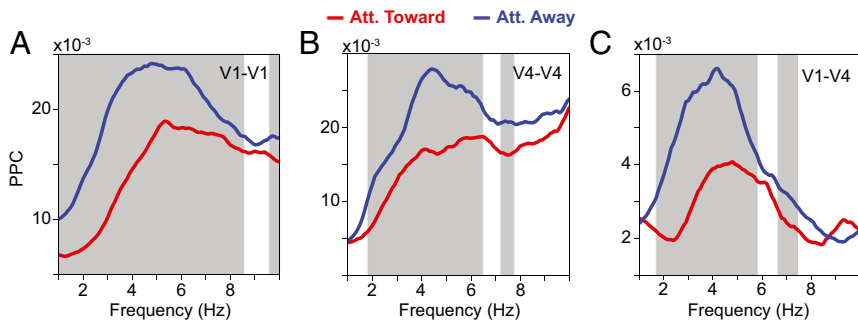 Att. Toward Att. Away
A x10-3 V1-V1
20
10
PPC
2 4 6 8
Frequency (Hz)
B x10-3 V4-V4
20
10
2 4 6 8
Frequency (Hz)
C x10-3 V1-V4
6
4
2
2 4 6 8
Frequency (Hz)